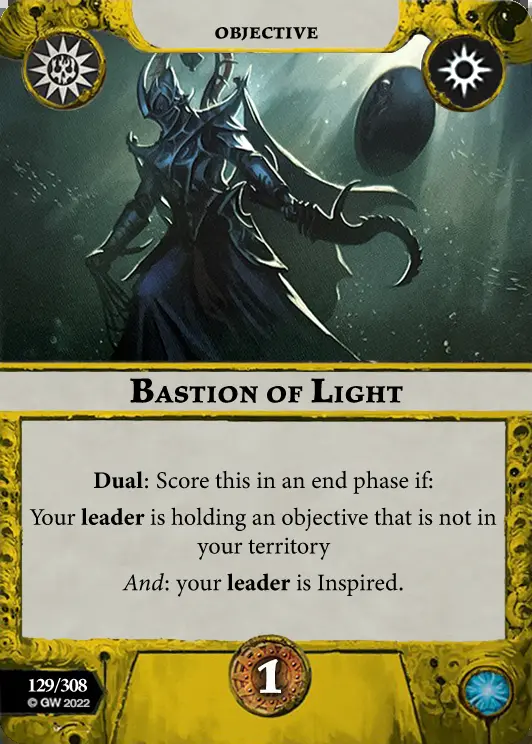 OBJECTIVE
BASTION OF LIGHT
Dual: Score this in an end phase if:
Your leader is holding an objective that is not in
your territory
And: your leader is Inspired.
129/308
© GW 2022
1